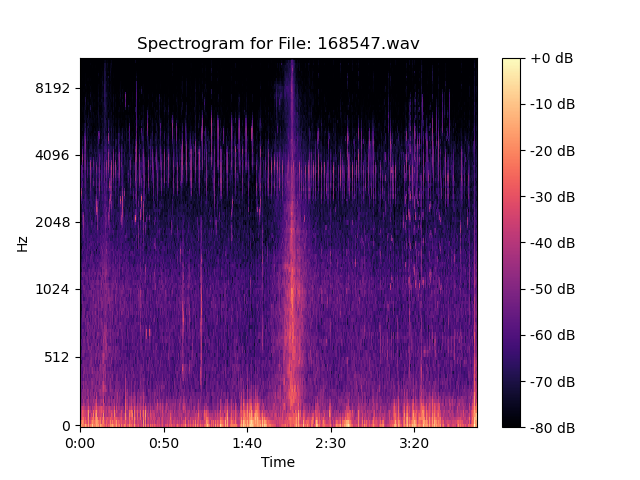 Spectrogram for File: 168547.wav
8192
4096
2048
1024
512
0
Hz
0:00
0:50
1:40
2:30
3:20
Time
+0 dB
-10 dB
-20 dB
-30 dB
-40 dB
-50 dB
-60 dB
-70 dB
-80 dB